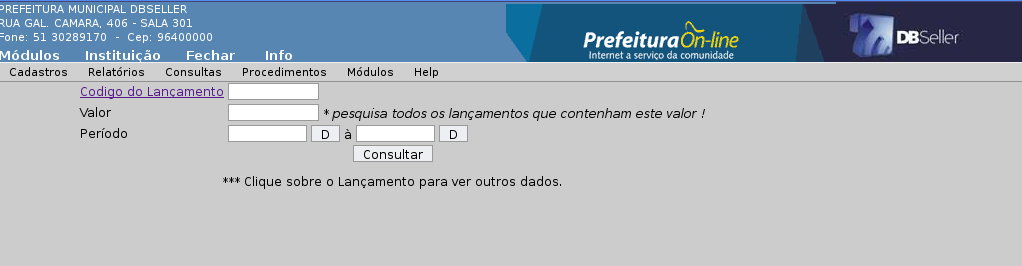 PREFEITURA MUNICIPAL DBSELLER
RUA GAL. CAMARA, 406 - SALA 301
Fone: 51 30289170 - Cep: 96400000
Prefeitura On-line
Internet a serviço da comunidade
DBSeller
Módulos Instituição Fechar Info
Cadastros Relatórios Consultas Procedimentos Módulos Help
Codigo do Lançamento
Valor * pesquisa todos os lançamentos que contenham este valor !
Período D à D
Consultar
*** Clique sobre o Lançamento para ver outros dados.